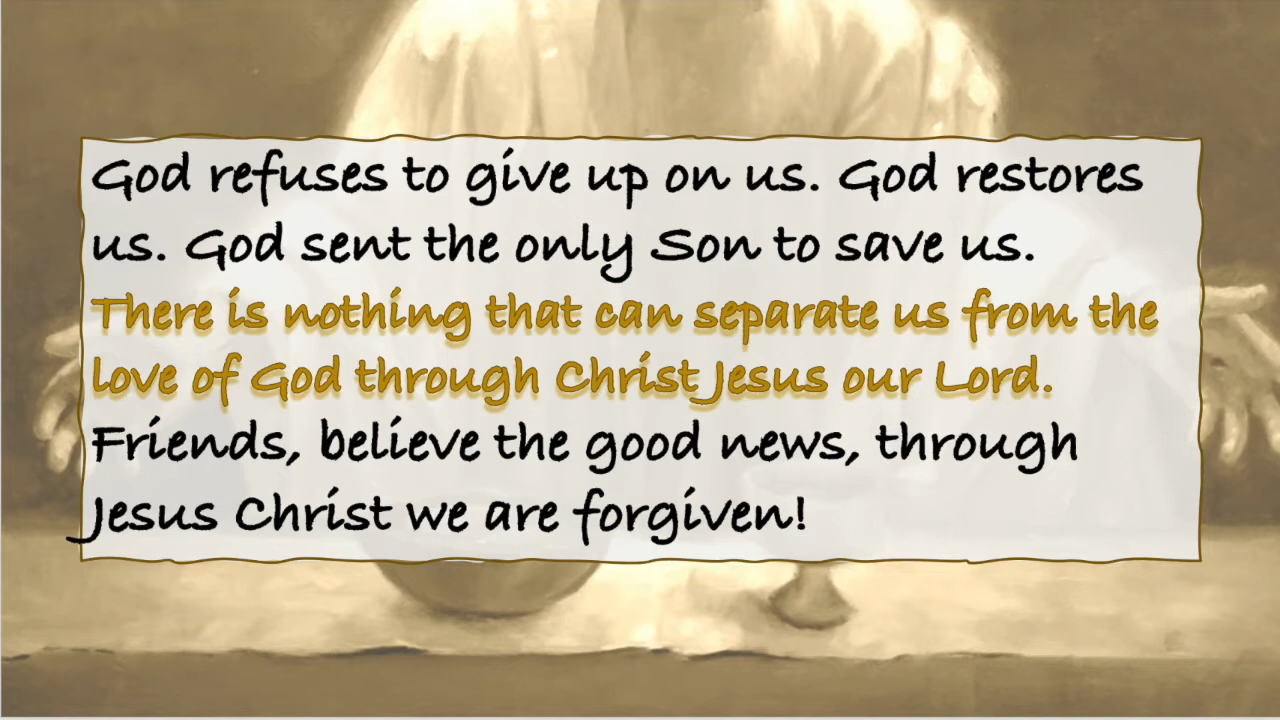 God refuses to give up on us. God restores
us. God sent the only Son to save us.
There is nothing that can separate us from the
love of God through Christ Jesus our Lord.
Friends, believe the good news, through
Jesus Christ we are forgiven!